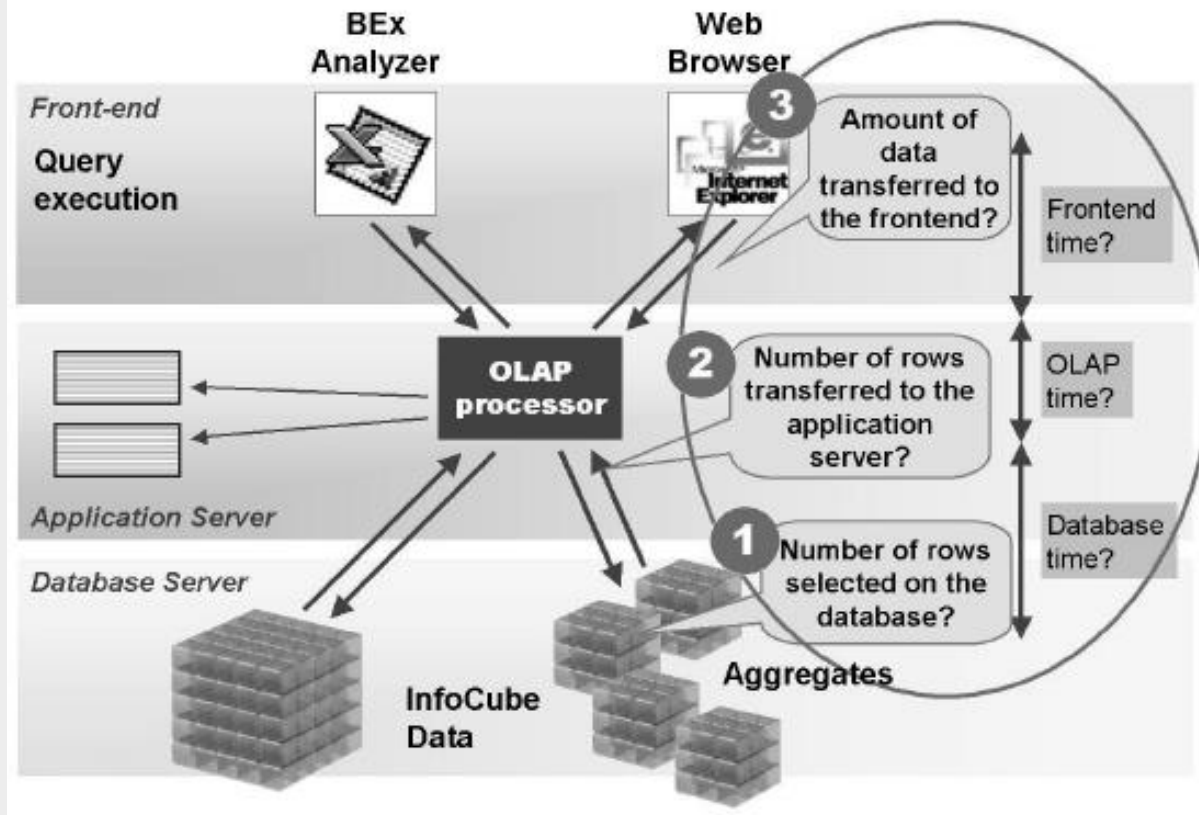 BEx
Analyzer
Web
Browser
Front-end
Query
execution
Microsoft
Internet
Explorer
3
Amount of
data
transferred to
the frontend?
Frontend
time?
OLAP
processor
2
Number of rows
transferred to the
application
server?
OLAP
time?
Application Server
1
Number of rows
selected on the
database?
Database
time?
Database Server
InfoCube
Data
Aggregates